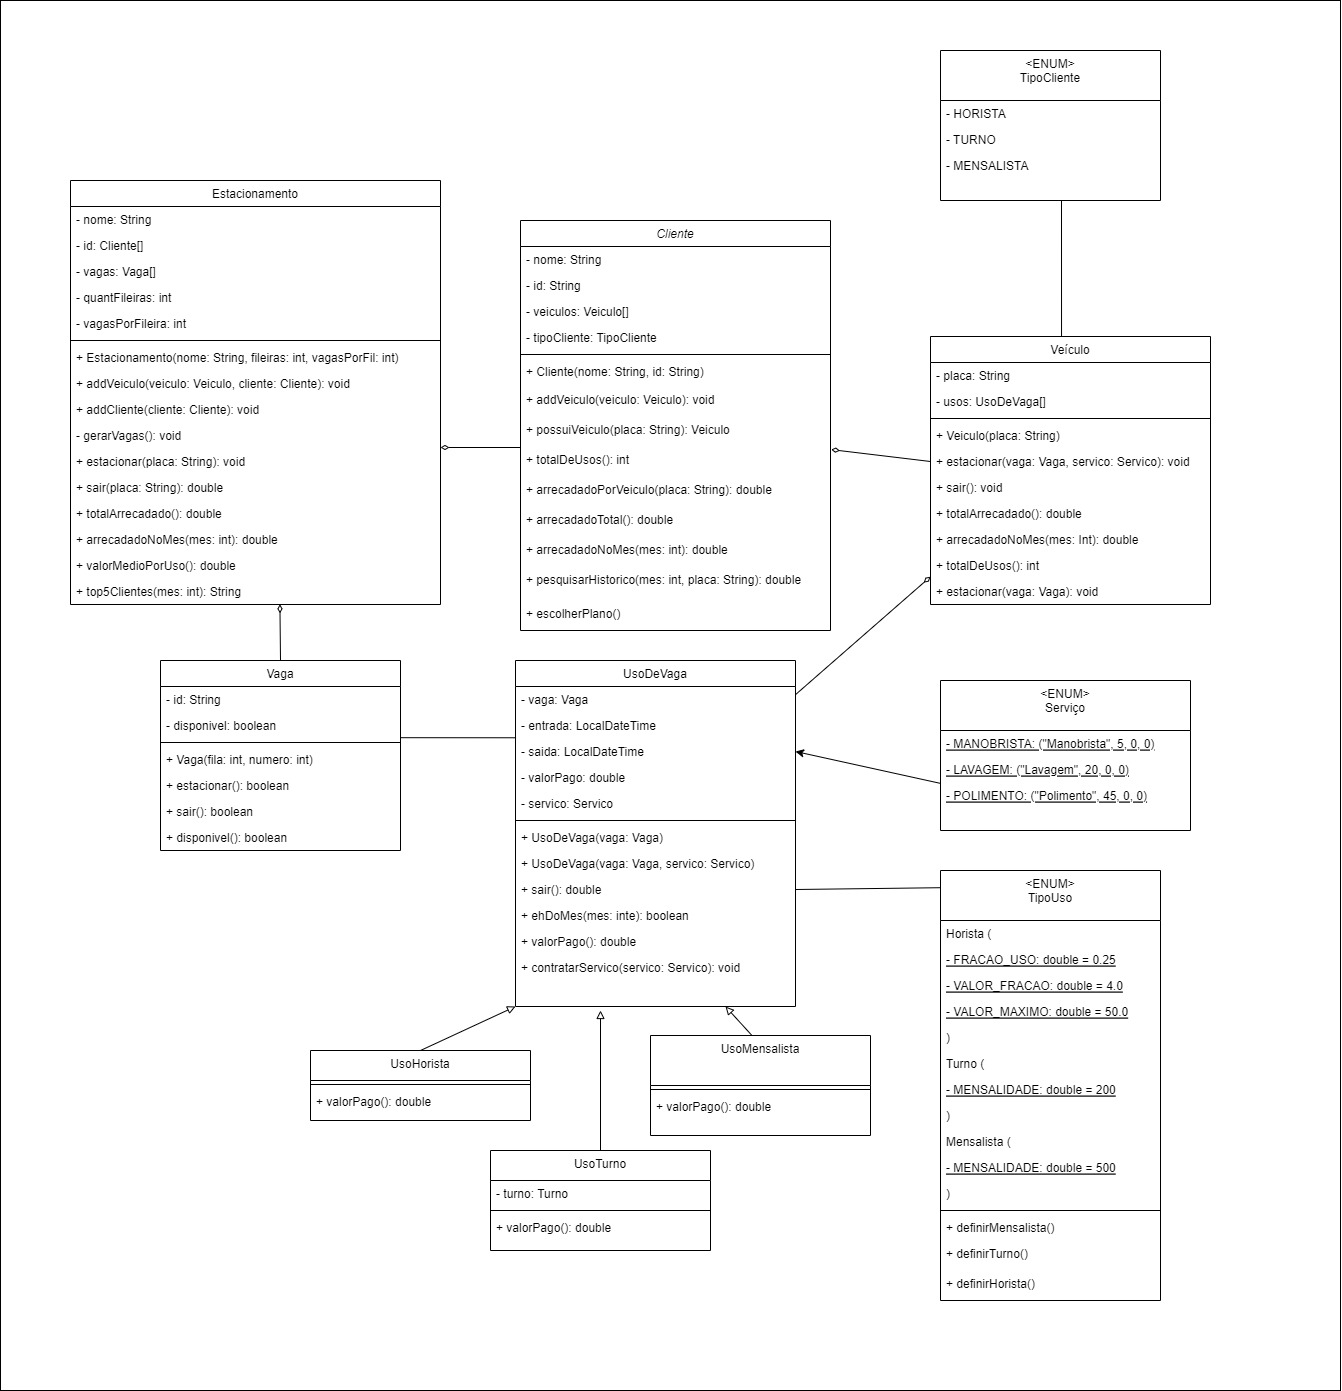 <ENUM>
TipoCliente
- HORISTA
- TURNO
- MENSALISTA
Estacionamento
- nome: String
- id: Cliente[]
- vagas: Vaga[]
- quantFileiras: int
- vagasPorFileira: int
+ Estacionamento(nome: String, fileiras: int, vagasPorFil: int)
+ addVeiculo(veiculo: Veiculo, cliente: Cliente): void
+ addCliente(cliente: Cliente): void
- gerarVagas(): void
+ estacionar(placa: String): void
+ sair(placa: String): double
+ totalArrecadado(): double
+ arrecadadoNoMes(mes: int): double
+ valorMedioPorUso(): double
+ top5Clientes(mes: int): String
Cliente
- nome: String
- id: String
- veiculos: Veiculo[]
- tipoCliente: TipoCliente
+ Cliente(nome: String, id: String)
+ addVeiculo(veiculo: Veiculo): void
+ possuiVeiculo(placa: String): Veiculo
+ totalDeUsos(): int
+ arrecadadoPorVeiculo(placa: String): double
+ arrecadadoTotal(): double
+ arrecadadoNoMes(mes: int): double
+ pesquisarHistorico(mes: int, placa: String): double
+ escolherPlano()
Veículo
- placa: String
- usos: UsoDeVaga[]
+ Veiculo(placa: String)
+ estacionar(vaga: Vaga, servico: Servico): void
+ sair(): void
+ totalArrecadado(): double
+ arrecadadoNoMes(mes: Int): double
+ totalDeUsos(): int
+ estacionar(vaga: Vaga): void
Vaga
- id: String
- disponivel: boolean
+ Vaga(fila: int, numero: int)
+ estacionar(): boolean
+ sair(): boolean
+ disponivel(): boolean
UsoDeVaga
- vaga: Vaga
- entrada: LocalDateTime
- saida: LocalDateTime
- valorPago: double
- servico: Servico
+ UsoDeVaga(vaga: Vaga)
+ UsoDeVaga(vaga: Vaga, servico: Servico)
+ sair(): double
+ ehDoMes(mes: inte): boolean
+ valorPago(): double
+ contratarServico(servico: Servico): void
<ENUM>
Serviço
- MANOBRISTA: ("Manobrista", 5, 0, 0)
- LAVAGEM: ("Lavagem", 20, 0, 0)
- POLIMENTO: ("Polimento", 45, 0, 0)
<ENUM>
TipoUso
Horista (
- FRACAO_USO: double = 0.25
- VALOR_FRACAO: double = 4.0
- VALOR_MAXIMO: double = 50.0
)
Turno (
- MENSALIDADE: double = 200
)
Mensalista (
- MENSALIDADE: double = 500
)
+ definirMensalista()
+ definirTurno()
+ definirHorista()
UsoHorista
+ valorPago(): double
UsoMensalista
+ valorPago(): double
UsoTurno
- turno: Turno
+ valorPago(): double